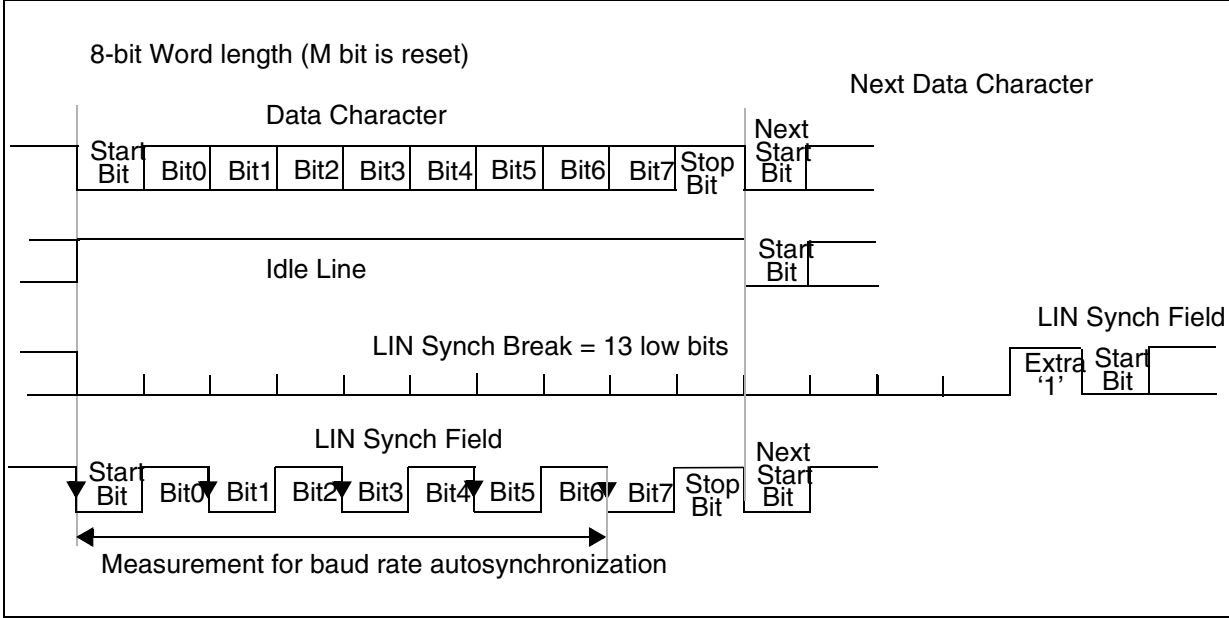 8-bit Word length (M bit is reset)
Next Data Character
Data Character
Start Bit Bit0 Bit1 Bit2 Bit3 Bit4 Bit5 Bit6 Bit7 Stop Bit Next Start Bit
Idle Line
Start Bit
LIN Synch Field
LIN Synch Break = 13 low bits
Extra ‘1’ Start Bit
LIN Synch Field
Start Bit Bit0 Bit1 Bit2 Bit3 Bit4 Bit5 Bit6 Bit7 Stop Bit Next Start Bit
Measurement for baud rate autosynchronization